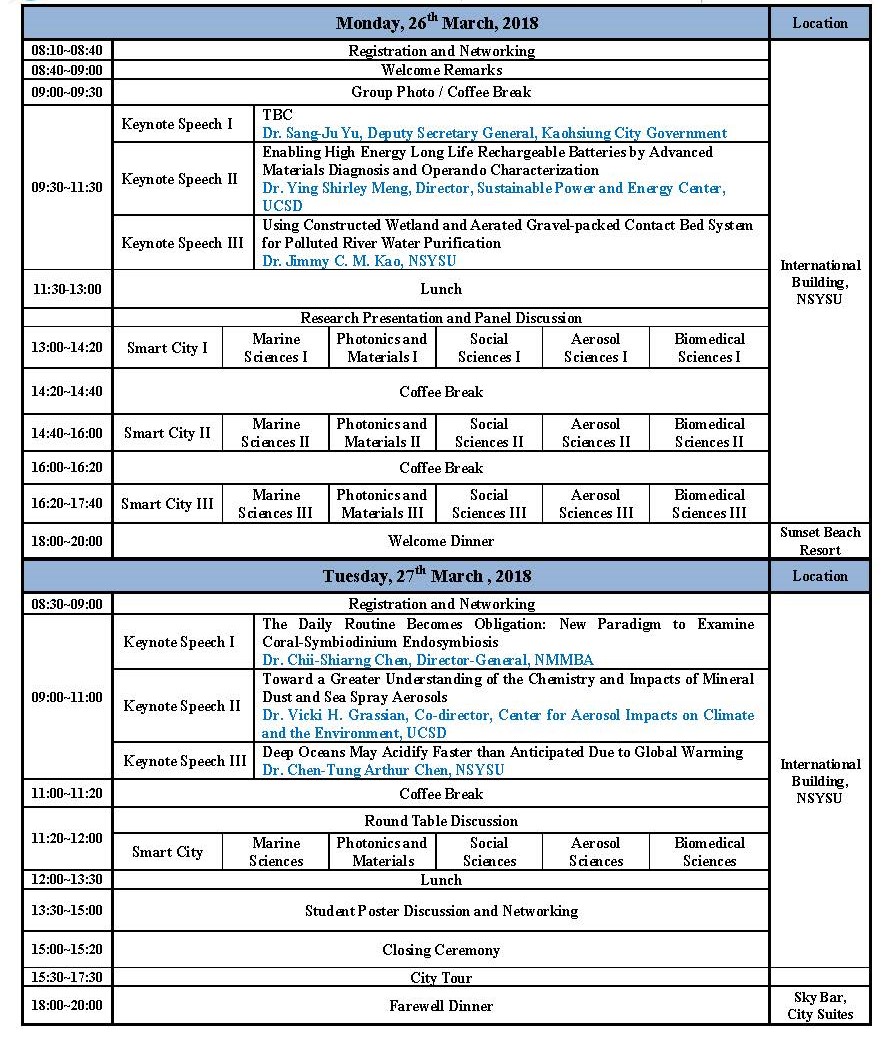 Monday, 26th March, 2018 Location
08:10~08:40 Registration and Networking
08:40~09:00 Welcome Remarks
09:00~09:30 Group Photo / Coffee Break
09:30~11:30
Keynote Speech I
TBC
Dr. Sang-Ju Yu, Deputy Secretary General, Kaohsiung City Government
Keynote Speech II
Enabling High Energy Long Life Rechargeable Batteries by Advanced
Materials Diagnosis and Operando Characterization
Dr. Ying Shirley Meng, Director, Sustainable Power and Energy Center,
UCSD
Keynote Speech III
Using Constructed Wetland and Aerated Gravel-packed Contact Bed System
for Polluted River Water Purification
Dr. Jimmy C. M. Kao, NSYSU
International
Building,
NSYSU
11:30-13:00 Lunch
Research Presentation and Panel Discussion
13:00~14:20
Smart City I
Marine
Sciences I
Photonics and
Materials I
Social
Sciences I
Aerosol
Sciences I
Biomedical
Sciences I
14:20~14:40 Coffee Break
14:40~16:00
Smart City II
Marine
Sciences II
Photonics and
Materials II
Social
Sciences II
Aerosol
Sciences II
Biomedical
Sciences II
16:00~16:20 Coffee Break
16:20~17:40
Smart City III
Marine
Sciences III
Photonics and
Materials III
Social
Sciences III
Aerosol
Sciences III
Biomedical
Sciences III
18:00~20:00 Welcome Dinner
Sunset Beach
Resort
Tuesday, 27th March , 2018 Location
08:30~09:00 Registration and Networking
09:00~11:00
Keynote Speech I
The Daily Routine Becomes Obligation: New Paradigm to Examine
Coral-Symbiodinium Endosymbiosis
Dr. Chii-Shiarng Chen, Director-General, NMMBA
Keynote Speech II
Toward a Greater Understanding of the Chemistry and Impacts of Mineral
Dust and Sea Spray Aerosols
Dr. Vicki H. Grassian, Co-director, Center for Aerosol Impacts on Climate
and the Environment, UCSD
Keynote Speech III
Deep Oceans May Acidify Faster than Anticipated Due to Global Warming
Dr. Chen-Tung Arthur Chen, NSYSU
International
Building,
NSYSU
11:00~11:20 Coffee Break
11:20~12:00
Round Table Discussion
Smart City
Marine
Sciences
Photonics and
Materials
Social
Sciences
Aerosol
Sciences
Biomedical
Sciences
12:00~13:30 Lunch
13:30~15:00 Student Poster Discussion and Networking
15:00~15:20 Closing Ceremony
15:30~17:30 City Tour
18:00~20:00 Farewell Dinner
Sky Bar,
City Suites